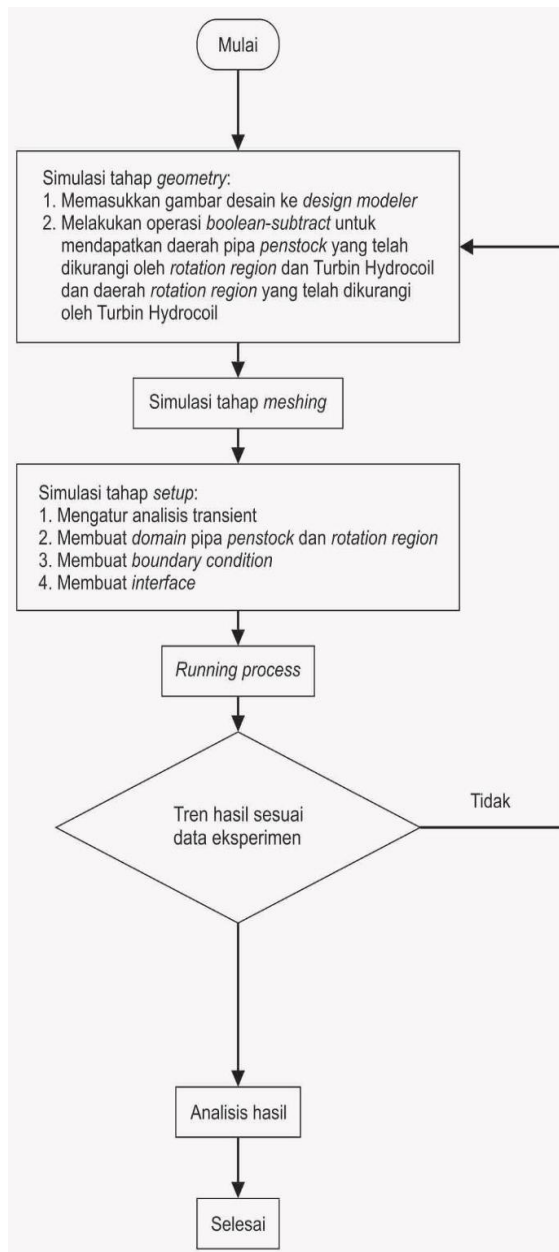 Mulai
Simulasi tahap geometry:
1. Memasukkan gambar desain ke design modeler
2. Melakukan operasi boolean-subtract untuk
mendapatkan daerah pipa penstock yang telah
dikurangi oleh rotation region dan Turbin Hydrocoil
dan daerah rotation region yang telah dikurangi
oleh Turbin Hydrocoil
Simulasi tahap meshing
Simulasi tahap setup:
1. Mengatur analisis transient
2. Membuat domain pipa penstock dan rotation region
3. Membuat boundary condition
4. Membuat interface
Running process
Tren hasil sesuai
data eksperimen
Tidak
Analisis hasil
Selesai